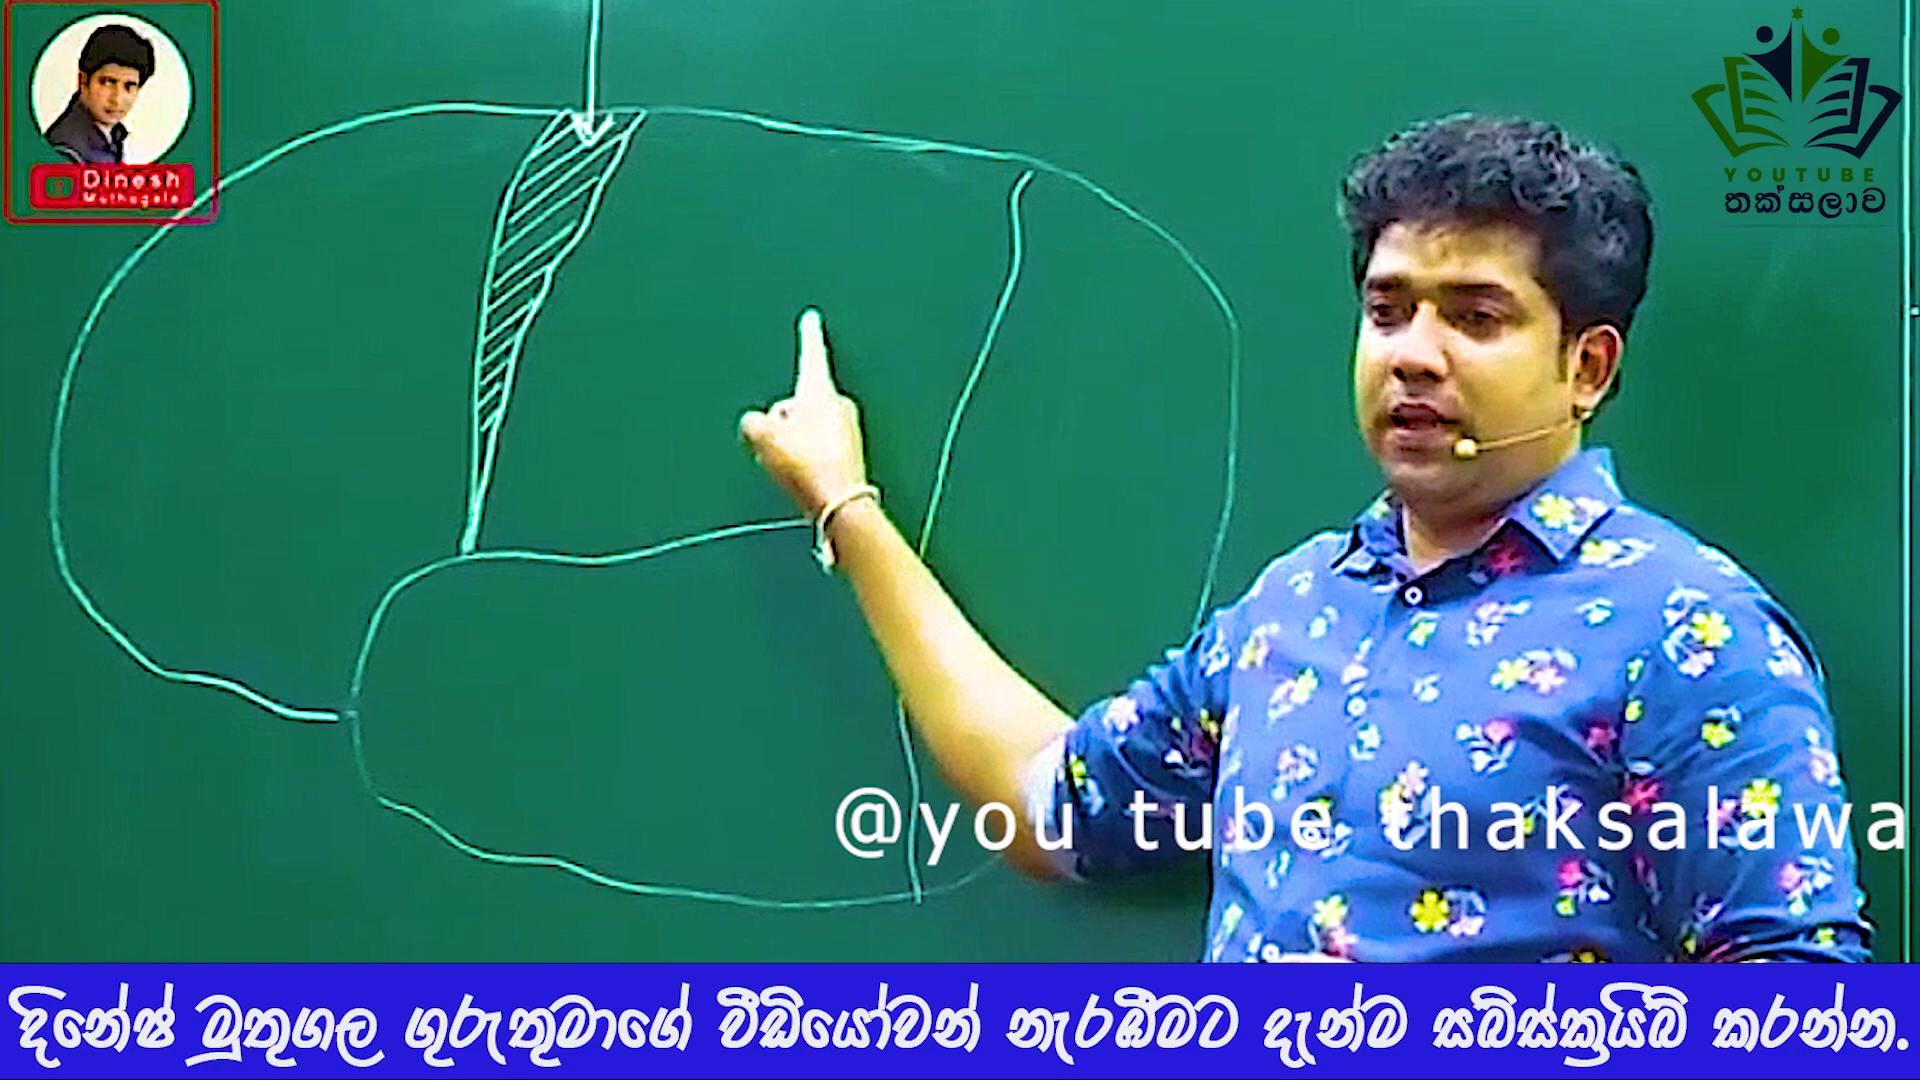 Dinesh
Muthugala
YOUTUBE
තක්සලාව
@you tube thaksalawa
දිනේෂ් මුතුගල ගුරුතුමාගේ වීඩියෝවන් නැරඹීමට දැන්ම සබ්ස්ක්‍රයිබ් කරන්න.